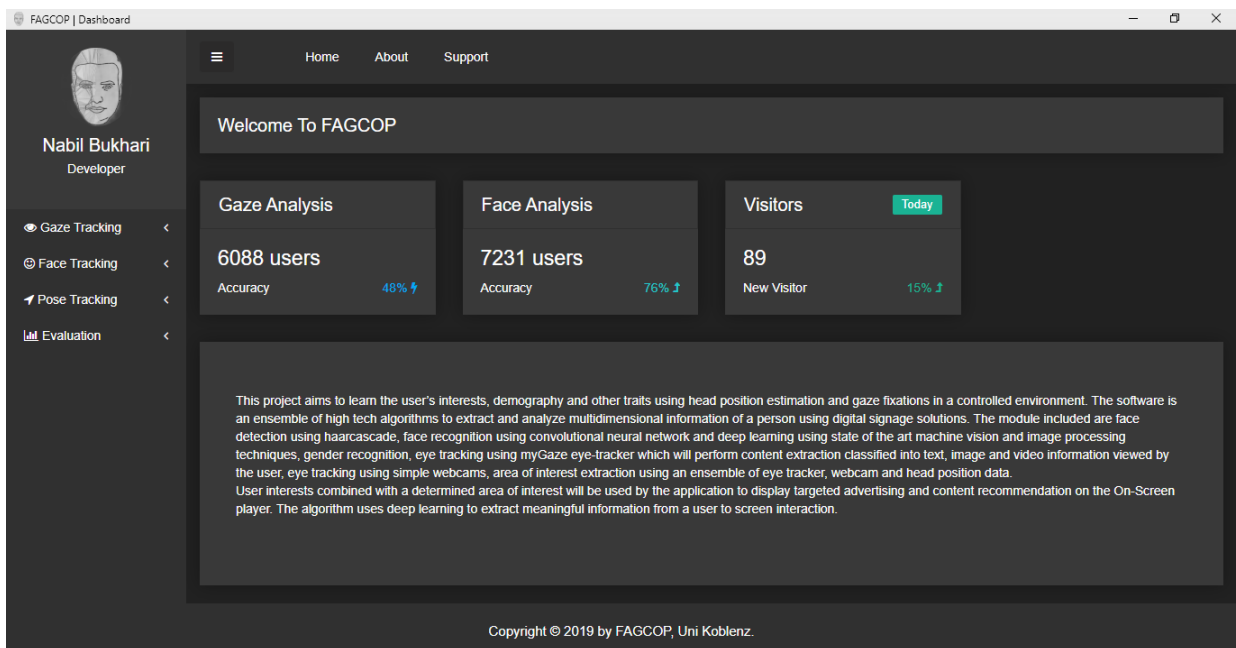 FAGCOP | Dashboard
Home About Support
Nabil Bukhari
Developer
Gaze Tracking
Face Tracking
Pose Tracking
Evaluation
Welcome To FAGCOP
Gaze Analysis
6088 users
Accuracy 48%
Face Analysis
7231 users
Accuracy 76%
Visitors Today
89
New Visitor 15%
This project aims to learn the user's interests, demography and other traits using head position estimation and gaze fixations in a controlled environment. The software is
an ensemble of high tech algorithms to extract and analyze multidimensional information of a person using digital signage solutions. The module included are face
detection using haarcascade, face recognition using convolutional neural network and deep learning using state of the art machine vision and image processing
techniques, gender recognition, eye tracking using myGaze eye-tracker which will perform content extraction classified into text, image and video information viewed by
the user, eye tracking using simple webcams, area of interest extraction using an ensemble of eye tracker, webcam and head position data.
User interests combined with a determined area of interest will be used by the application to display targeted advertising and content recommendation on the On-Screen
player. The algorithm uses deep learning to extract meaningful information from a user to screen interaction.
Copyright © 2019 by FAGCOP, Uni Koblenz.